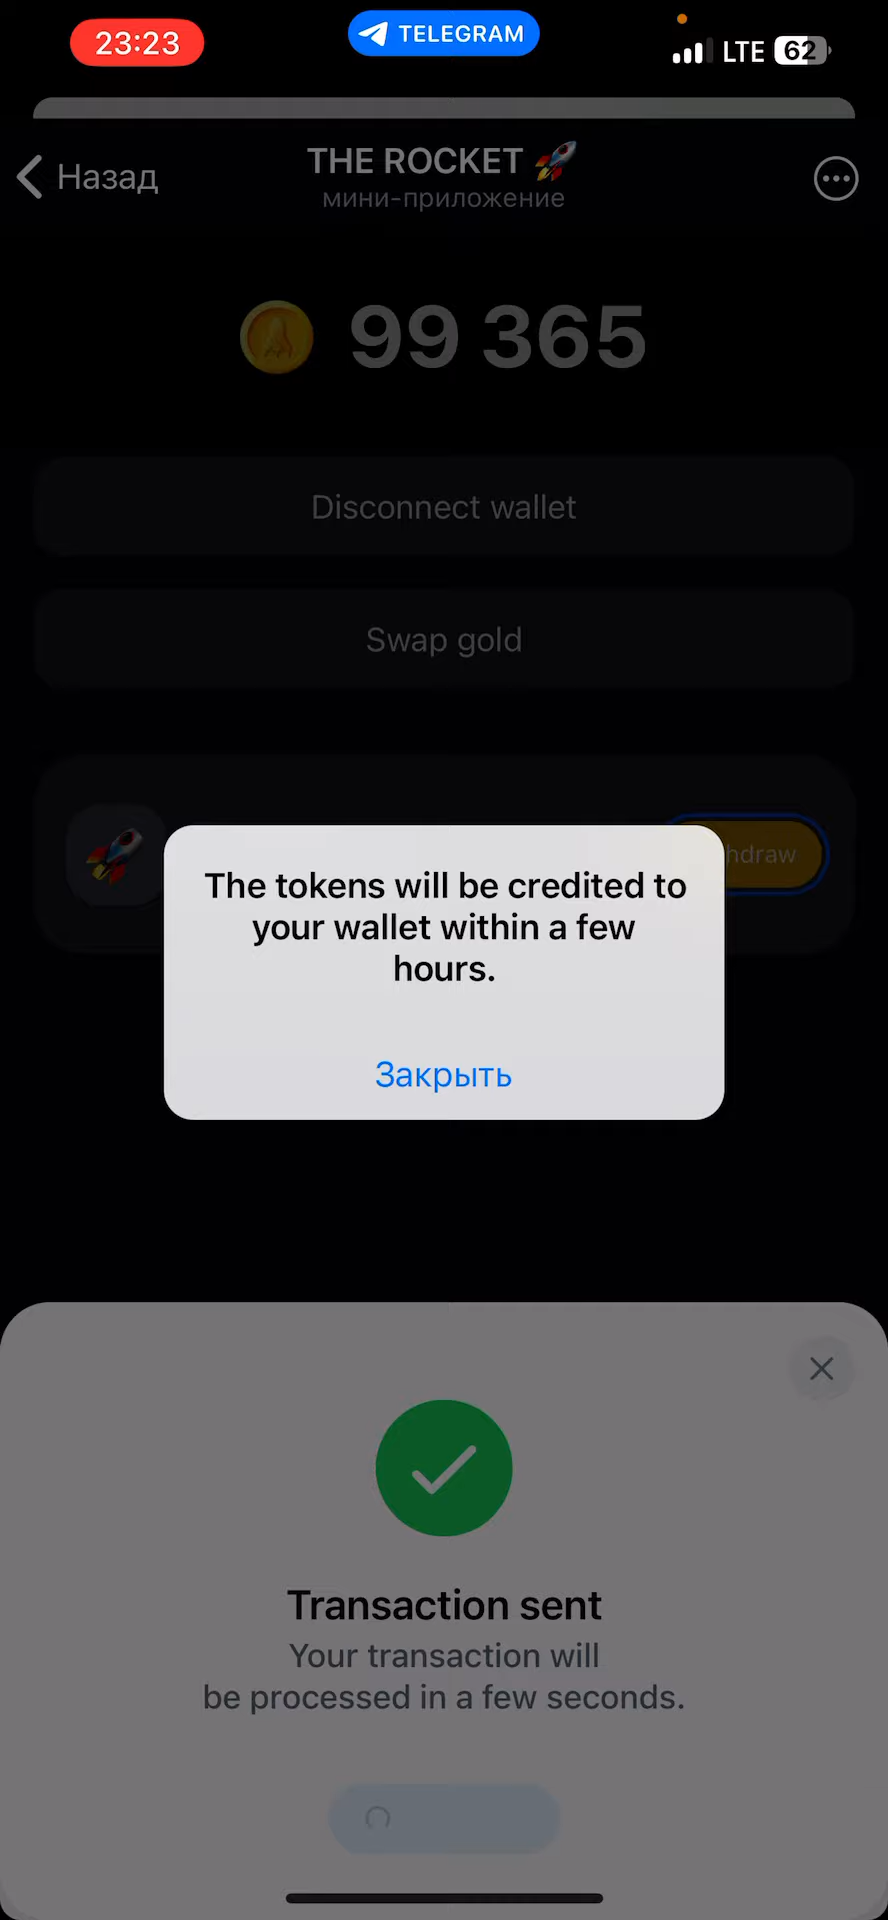 23:23
TELEGRAM
LTE 62
Назад
THE ROCKET 🚀
мини-приложение
99 365
Disconnect wallet
Swap gold
hdraw
The tokens will be credited to
your wallet within a few
hours.
Закрыть
Transaction sent
Your transaction will
be processed in a few seconds.